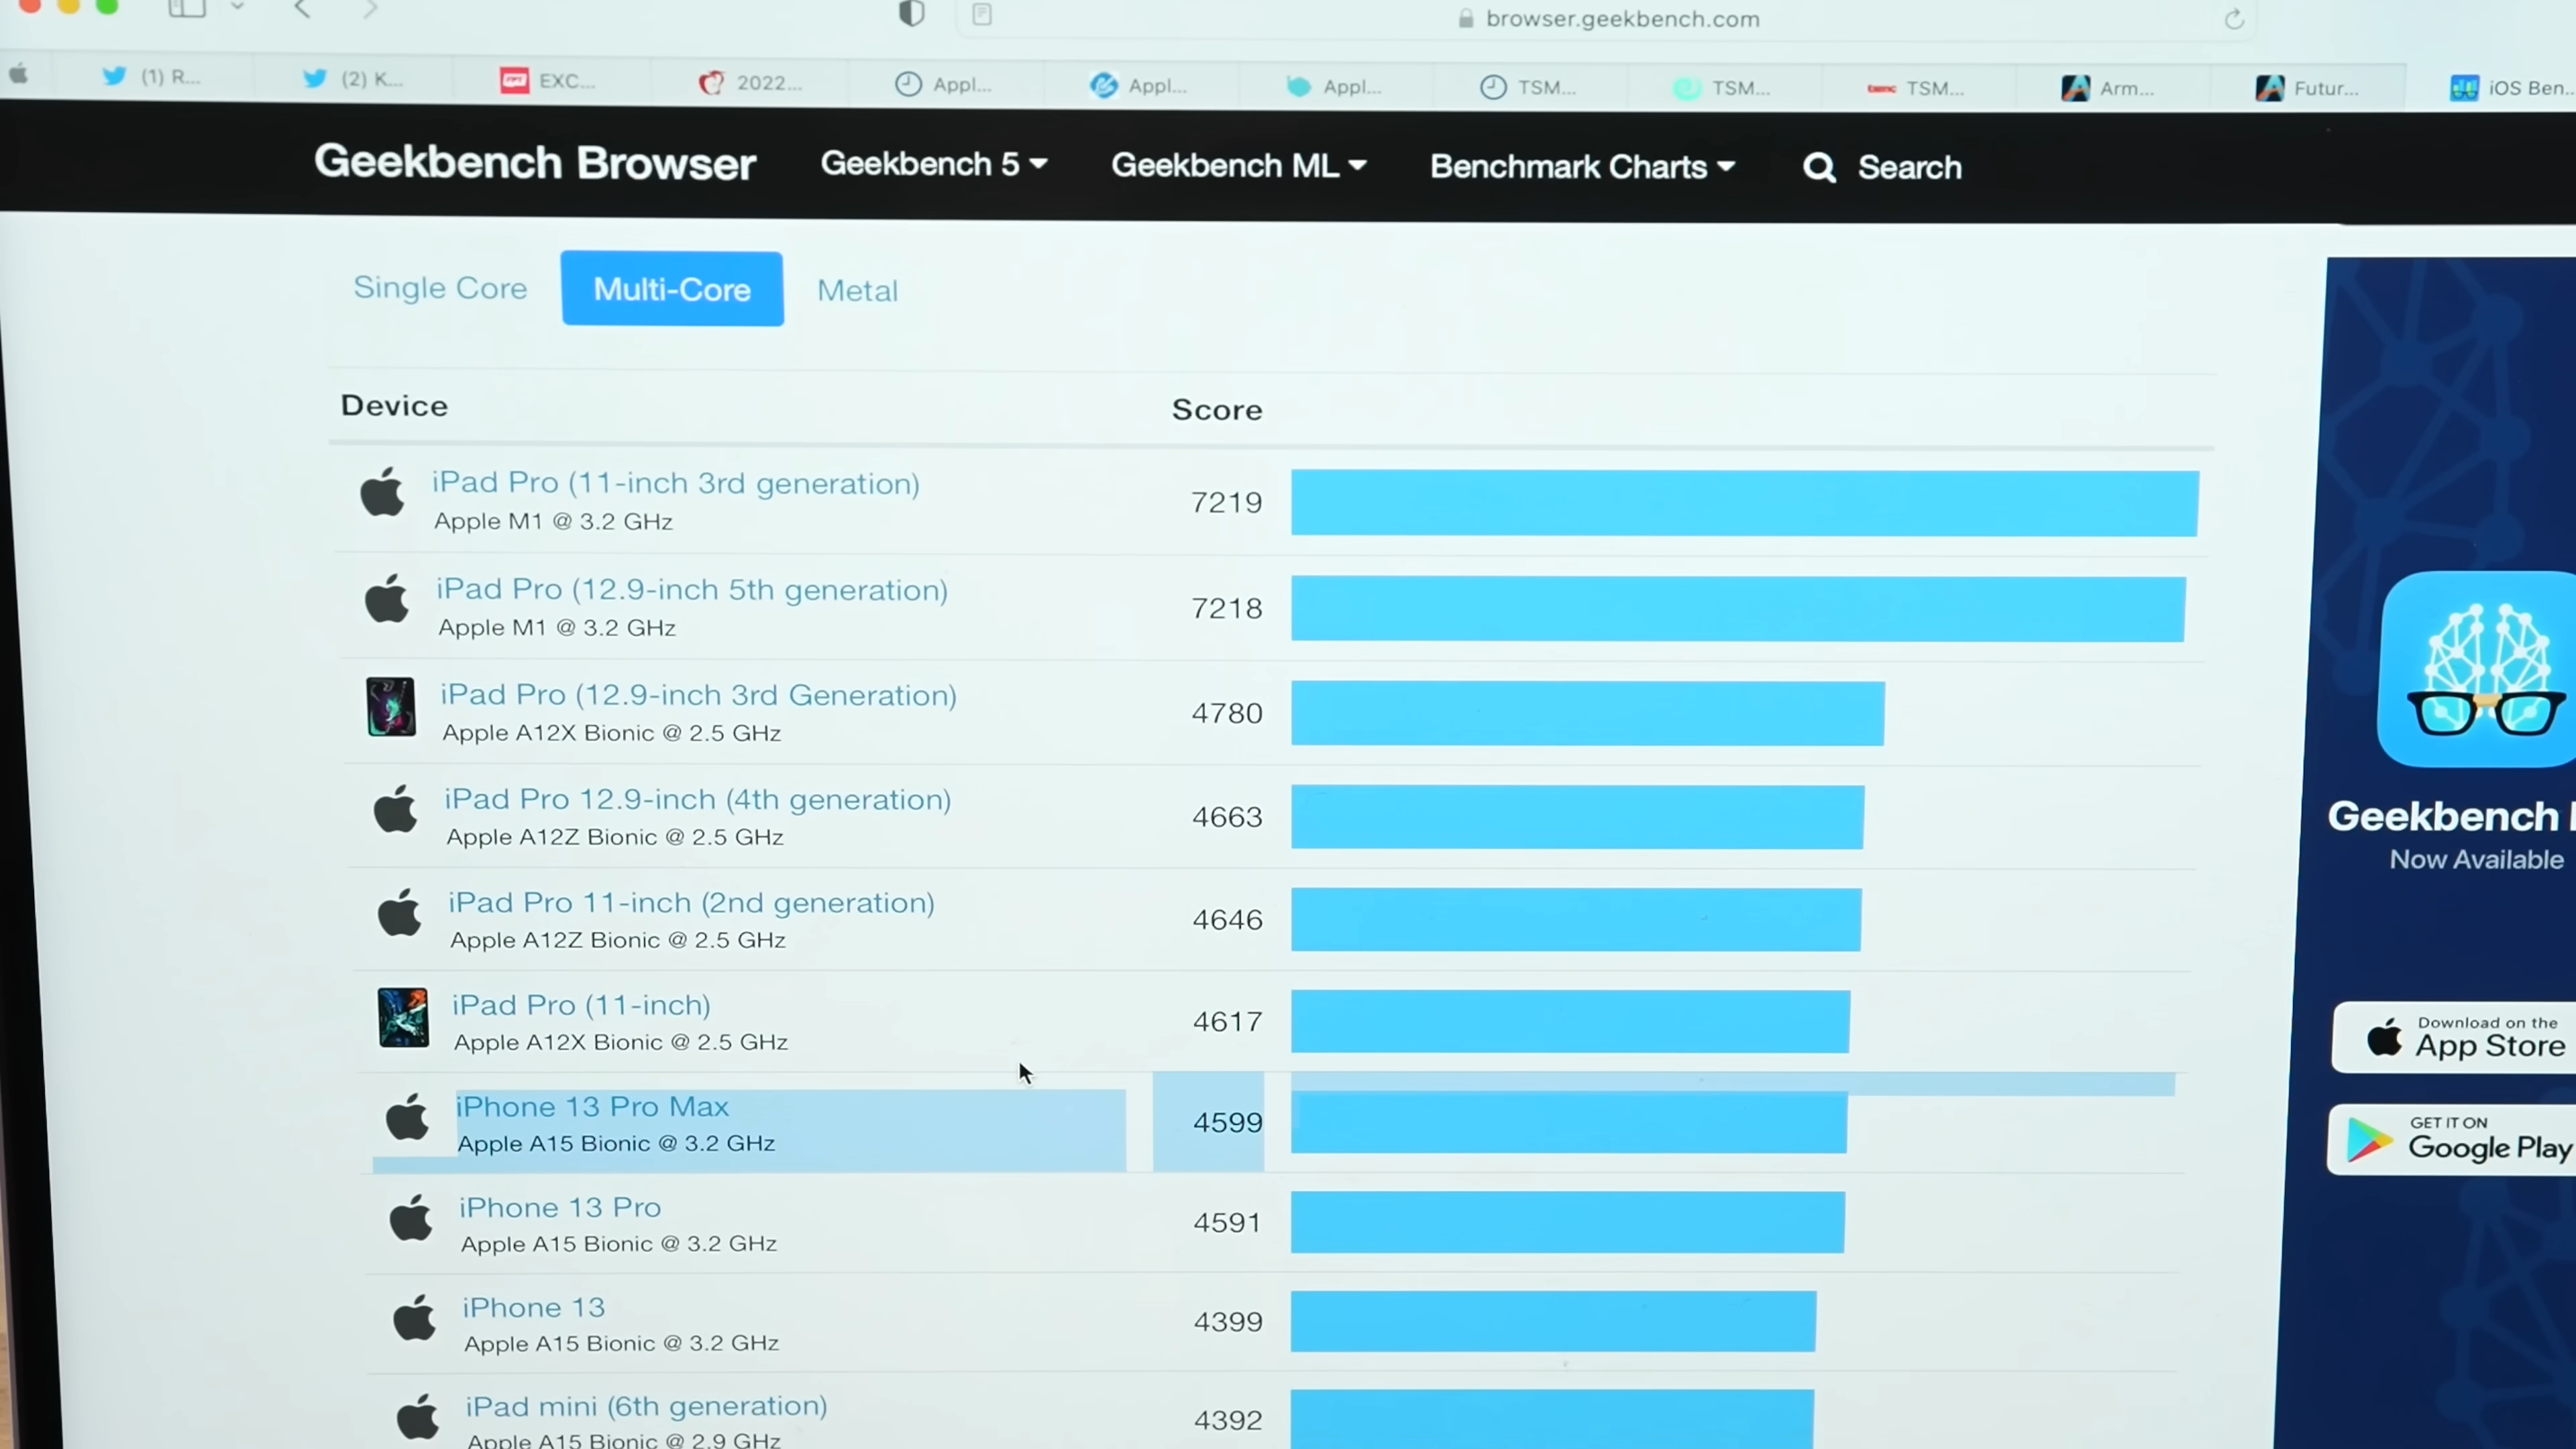 browser.geekbench.com
(1) R...
(2) K...
EXC...
2022...
Appl...
Appl...
Appl...
TSM...
TSM...
tsmc TSM...
Arm...
Futur...
iOS Ben...
Geekbench Browser
Geekbench 5
Geekbench ML
Benchmark Charts
Search
Single Core
Multi-Core
Metal
Device
Score
iPad Pro (11-inch 3rd generation)
Apple M1 @ 3.2 GHz
7219
iPad Pro (12.9-inch 5th generation)
Apple M1 @ 3.2 GHz
7218
iPad Pro (12.9-inch 3rd Generation)
Apple A12X Bionic @ 2.5 GHz
4780
iPad Pro 12.9-inch (4th generation)
Apple A12Z Bionic @ 2.5 GHz
4663
iPad Pro 11-inch (2nd generation)
Apple A12Z Bionic @ 2.5 GHz
4646
iPad Pro (11-inch)
Apple A12X Bionic @ 2.5 GHz
4617
iPhone 13 Pro Max
Apple A15 Bionic @ 3.2 GHz
4599
iPhone 13 Pro
Apple A15 Bionic @ 3.2 GHz
4591
iPhone 13
Apple A15 Bionic @ 3.2 GHz
4399
iPad mini (6th generation)
Apple A15 Bionic @ 2.9 GHz
4392
Geekbench
Now Available
Download on the
App Store
GET IT ON
Google Play